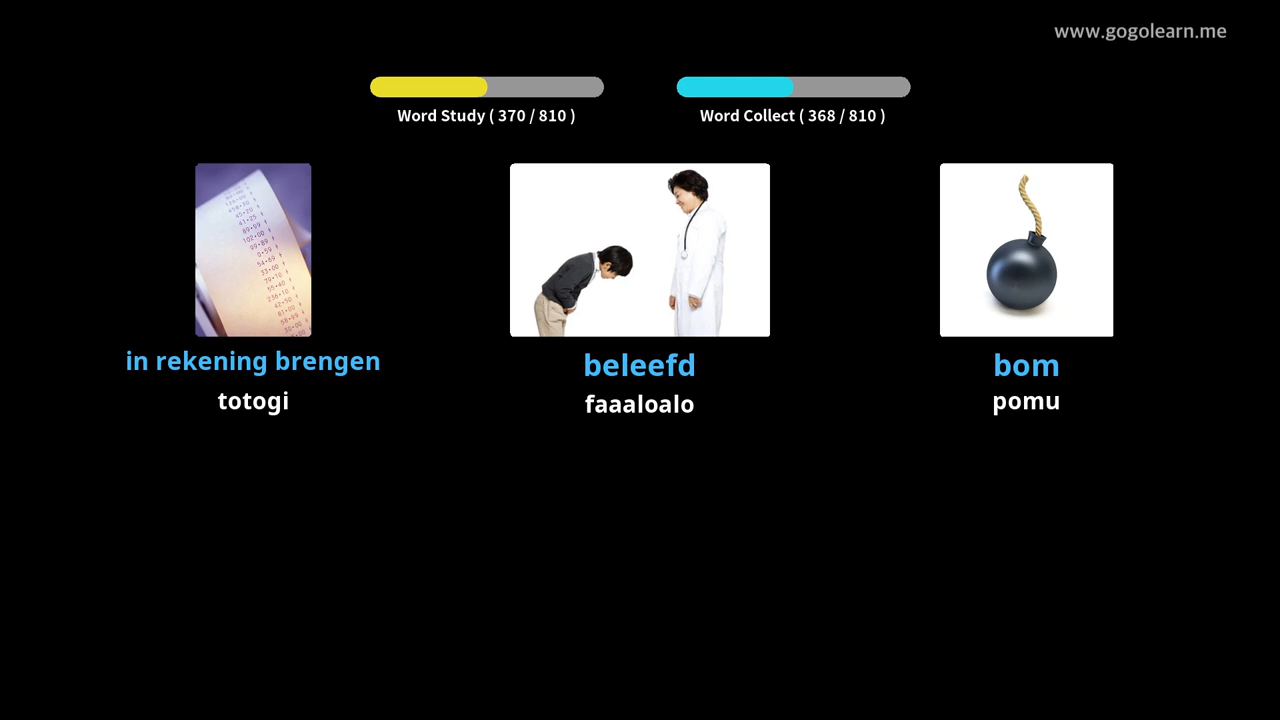 www.gogolearn.me
Word Study ( 370 / 810 )
Word Collect ( 368 / 810 )
in rekening brengen
totogi
beleefd
faaaloalo
bom
pomu